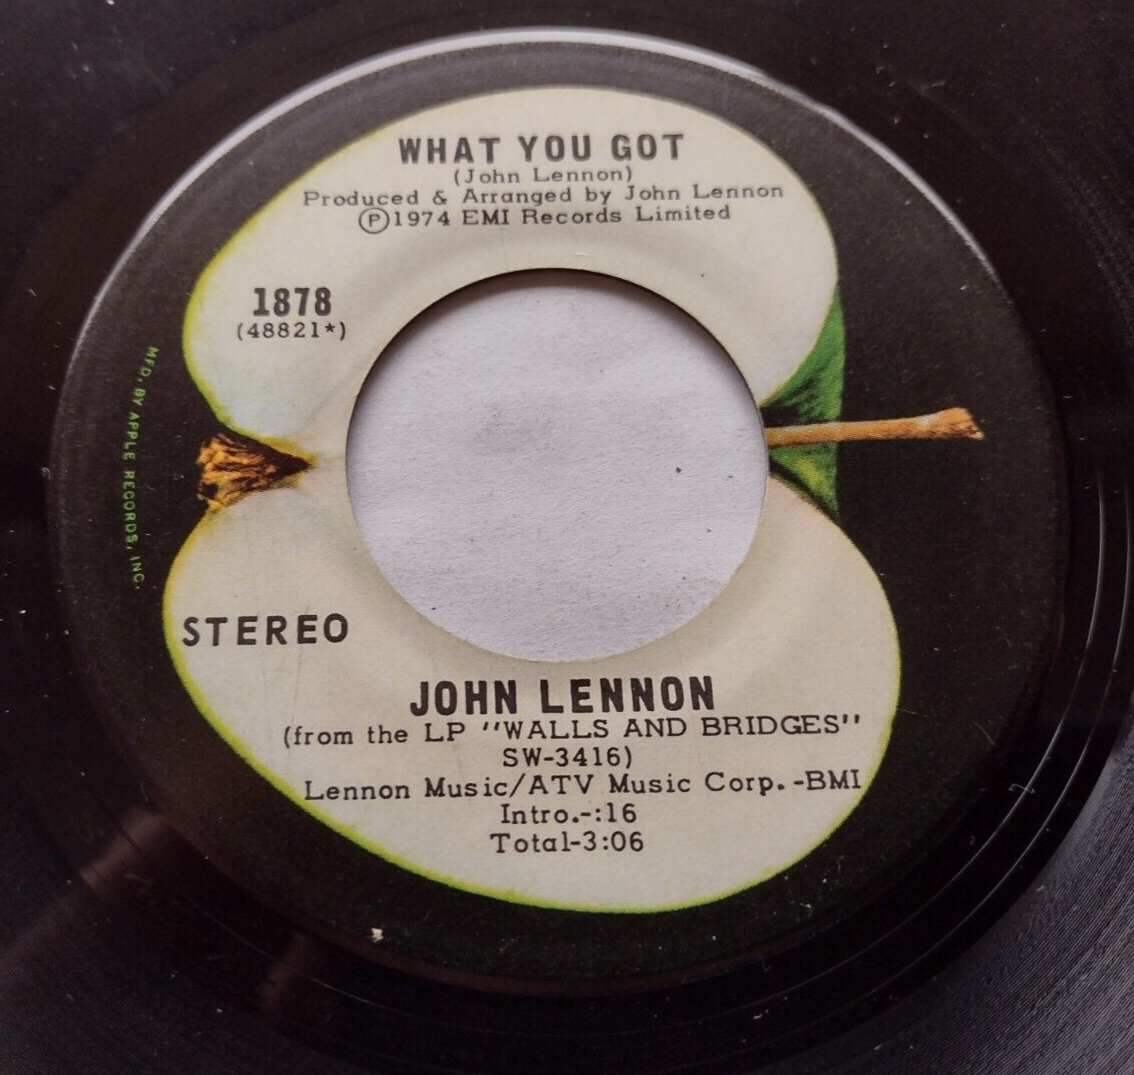 WHAT YOU GOT
(John Lennon)
Produced & Arranged by John Lennon
Ⓟ1974 EMI Records Limited
1878
(48821*)
MFD. BY APPLE RECORDS, INC.
STEREO
JOHN LENNON
(from the LP "WALLS AND BRIDGES"
SW-3416)
Lennon Music/ATV Music Corp.-BMI
Intro.-:16
Total-3:06